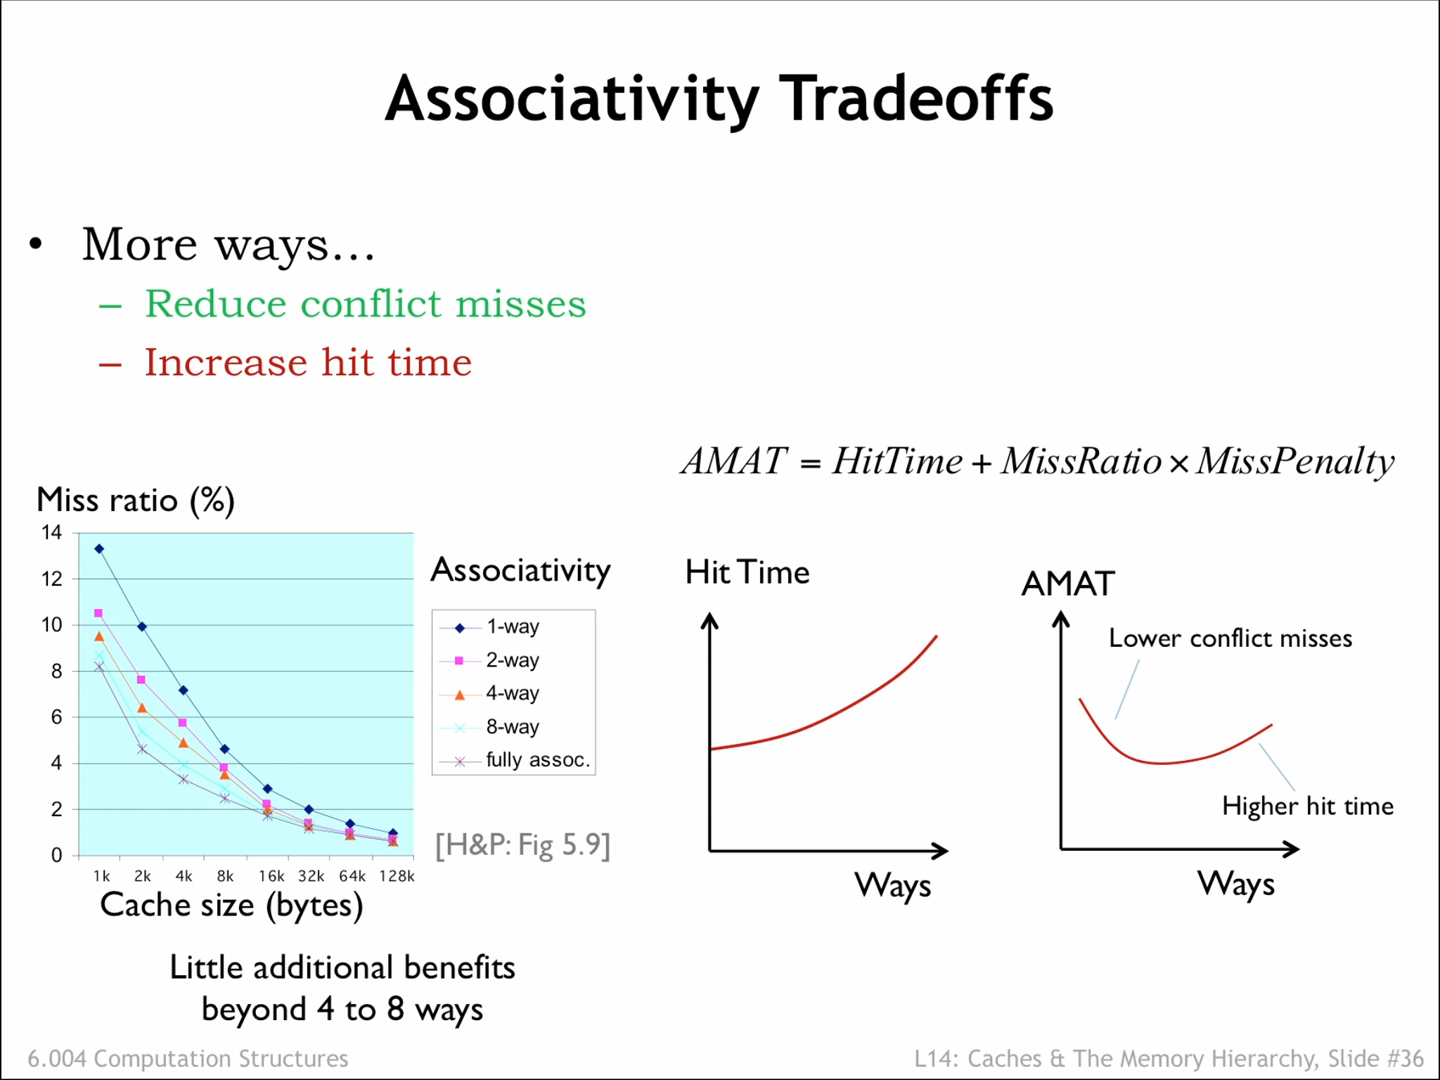 Associativity Tradeoffs
• More ways…
– Reduce conflict misses
– Increase hit time
AMAT = HitTime + MissRatio × MissPenalty
Miss ratio (%)
14
12
10
8
6
4
2
0
1k 2k 4k 8k 16k 32k 64k 128k
Cache size (bytes)
Associativity
1-way
2-way
4-way
8-way
fully assoc.
[H&P: Fig 5.9]
Little additional benefits
beyond 4 to 8 ways
Hit Time
Ways
AMAT
Lower conflict misses
Higher hit time
Ways
6.004 Computation Structures
L14: Caches & The Memory Hierarchy, Slide #36